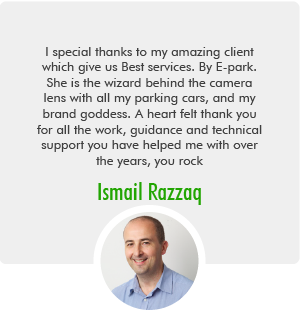 I special thanks to my amazing client
which give us Best services. By E-park.
She is the wizard behind the camera
lens with all my parking cars, and my
brand goddess. A heart felt thank you
for all the work, guidance and technical
support you have helped me with over
the years, you rock
Ismail Razzaq